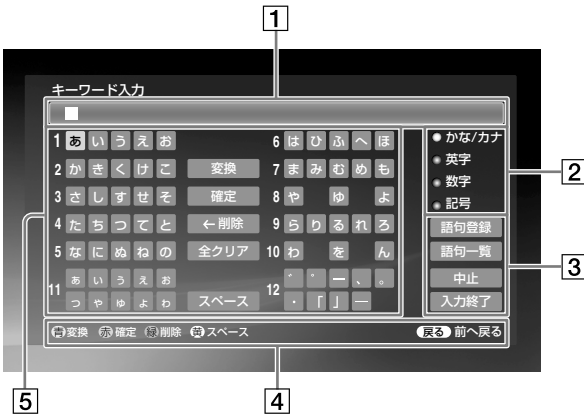 1
キーワード入力
1 あ い う え お 6 は ひ ふ へ ほ
2 か き く け こ 変換 7 ま み む め も
3 さ し す せ そ 確定 8 や ゆ よ
4 た ち つ て と ←削除 9 ら り る れ ろ
5 な に ぬ ね の 全クリア 10 わ を ん
11 ぁ ぃ ぅ ぇ ぉ 12 ゛ ゜ ー 、 。
っ ゃ ゅ ょ ゎ スペース ・ 「 」 ―
かな/カナ
英字
数字
記号
2
語句登録
語句一覧
中止
入力終了
3
青 変換 赤 確定 緑 削除 黄 スペース 戻る 前へ戻る
5 4